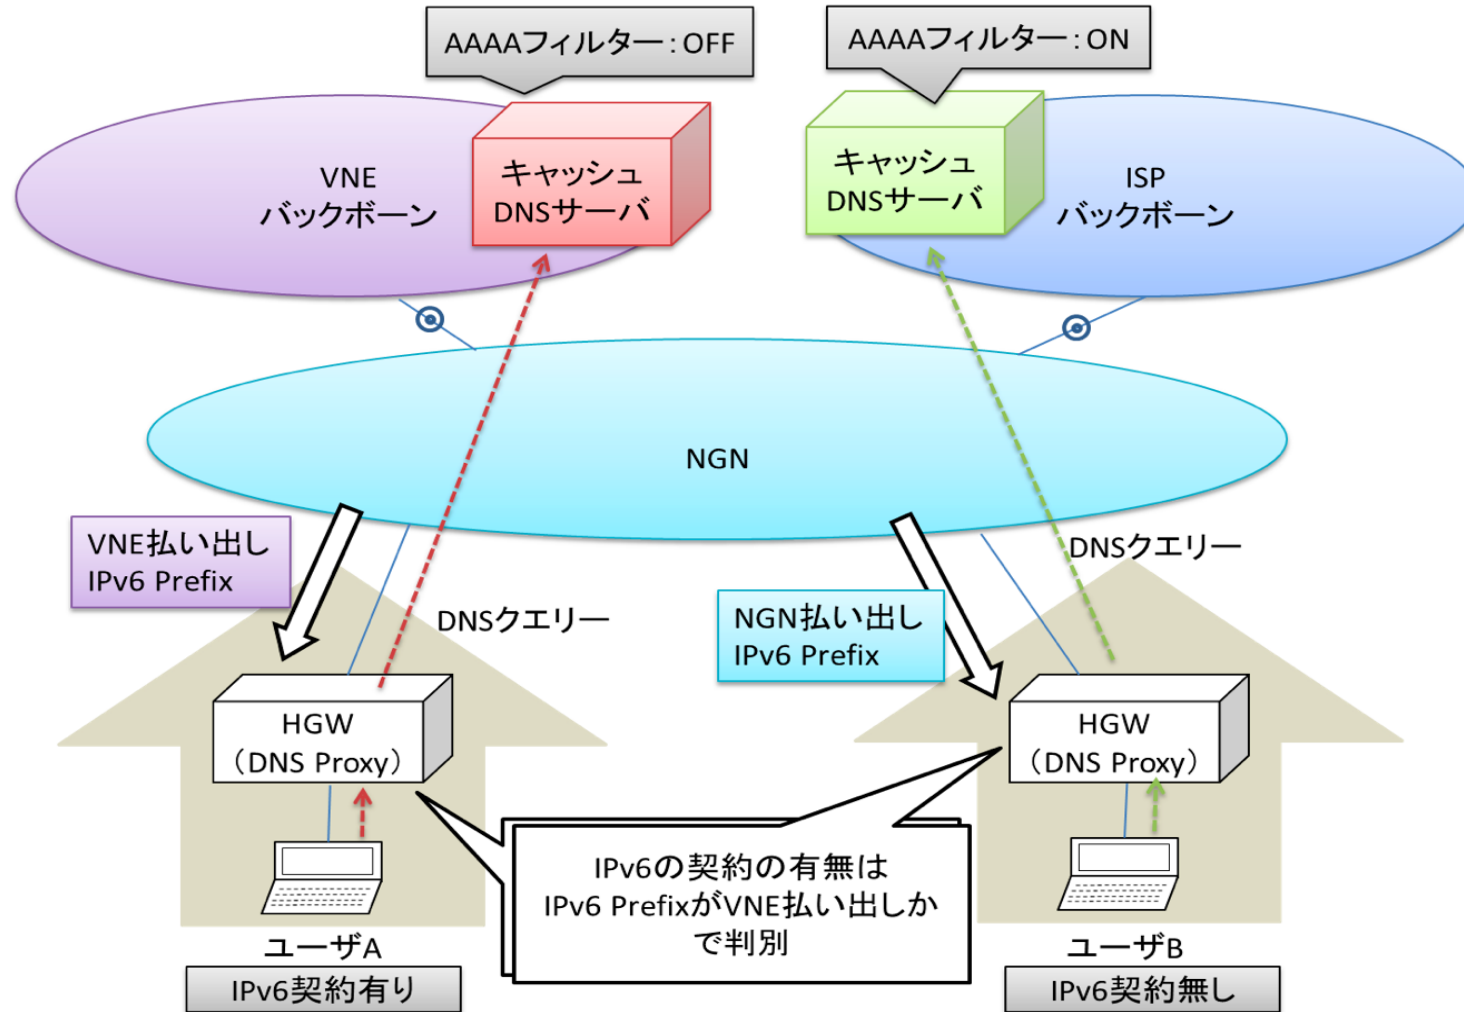 AAAAフィルター：OFF
AAAAフィルター：ON
VNE
バックボーン
キャッシュ
DNSサーバ
キャッシュ
DNSサーバ
ISP
バックボーン
NGN
VNE払い出し
IPv6 Prefix
DNSクエリー
NGN払い出し
IPv6 Prefix
DNSクエリー
HGW
（DNS Proxy）
HGW
（DNS Proxy）
IPv6の契約の有無は
IPv6 PrefixがVNE払い出しか
で判別
ユーザA
IPv6契約有り
ユーザB
IPv6契約無し